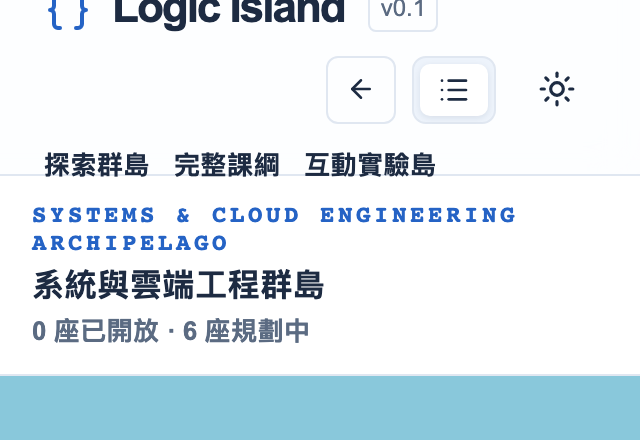 { } Logic Island v0.1
探索群島 完整課綱 互動實驗島
SYSTEMS & CLOUD ENGINEERING
ARCHIPELAGO
系統與雲端工程群島
0 座已開放 · 6 座規劃中